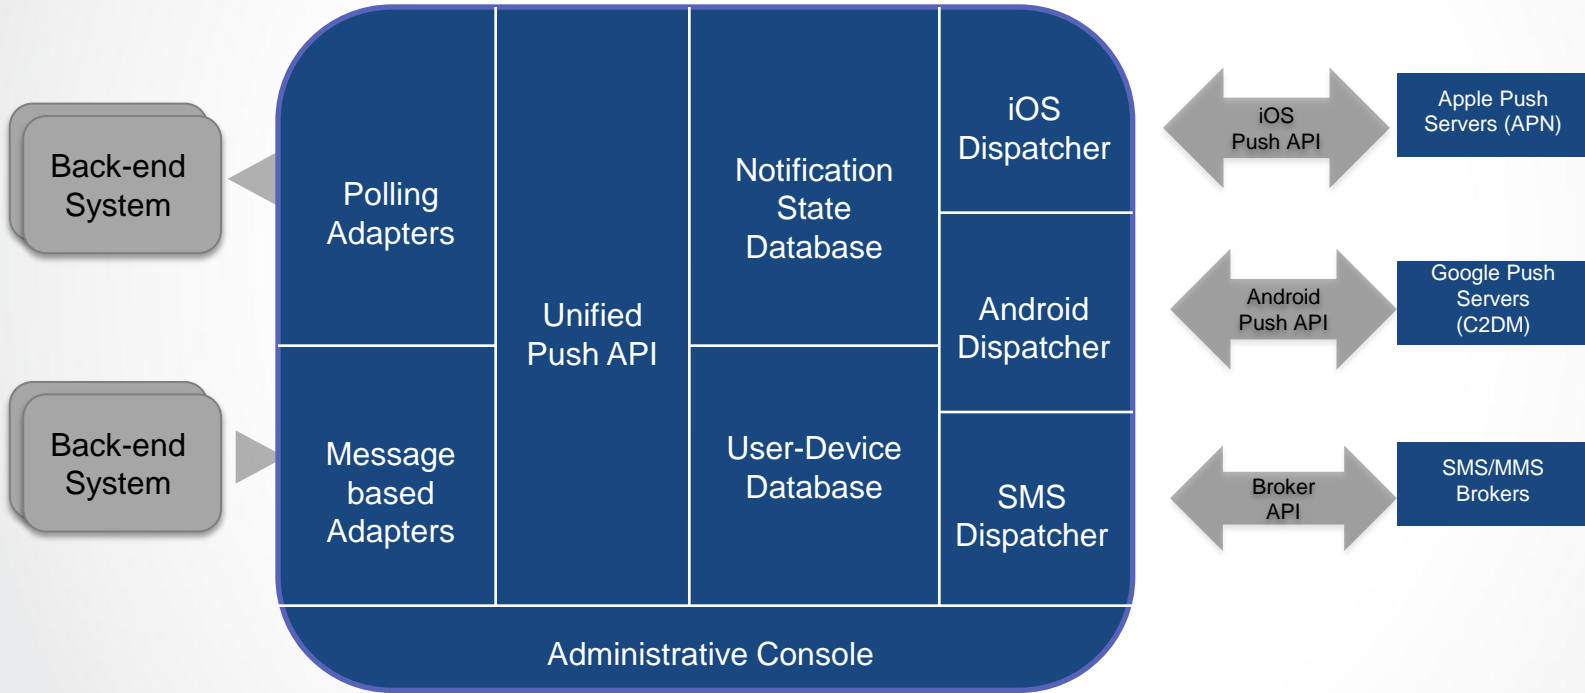 Back-end
System
Back-end
System
Polling
Adapters
Message
based
Adapters
Unified
Push API
Notification
State
Database
User-Device
Database
iOS
Dispatcher
Android
Dispatcher
SMS
Dispatcher
Administrative Console
iOS
Push API
Android
Push API
Broker
API
Apple Push
Servers (APN)
Google Push
Servers
(C2DM)
SMS/MMS
Brokers